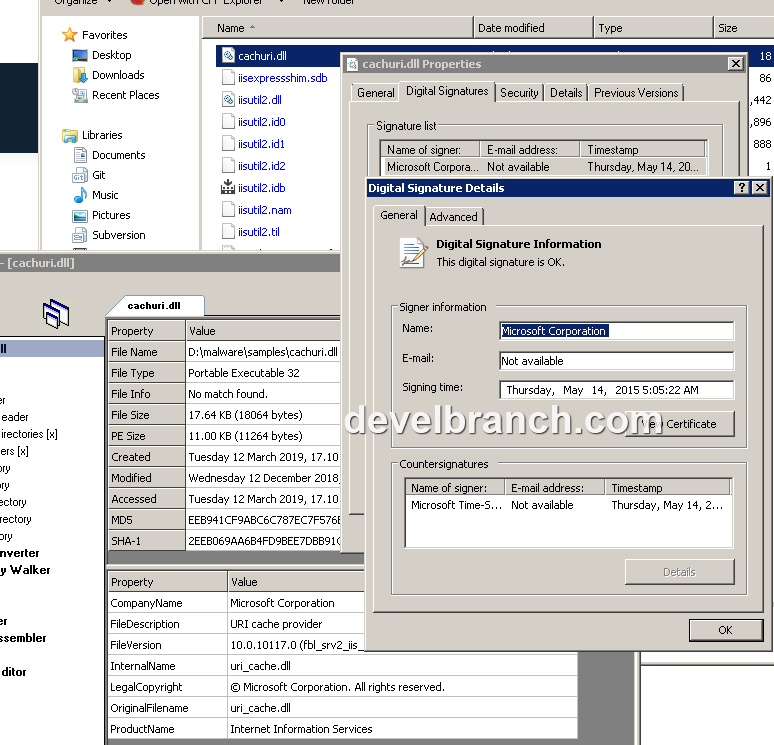 Organize
Open with CFF Explorer
New folder
Favorites
Desktop
Downloads
Recent Places
Libraries
Documents
Git
Music
Pictures
Subversion
Name
Date modified
Type
Size
cachuri.dll
18
iisexpressshim.sdb
86
iisutil2.dll
,442
iisutil2.id0
,896
iisutil2.id1
888
iisutil2.id2
1
iisutil2.idb
iisutil2.nam
iisutil2.til
cachuri.dll Properties
General
Digital Signatures
Security
Details
Previous Versions
Signature list
Name of signer:
E-mail address:
Timestamp
Microsoft Corpora...
Not available
Thursday, May 14, 20...
Digital Signature Details
General
Advanced
Digital Signature Information
This digital signature is OK.
Signer information
Name:
Microsoft Corporation
E-mail:
Not available
Signing time:
Thursday, May 14, 2015 5:05:22 AM
View Certificate
Countersignatures
Name of signer:
E-mail address:
Timestamp
Microsoft Time-S...
Not available
Thursday, May 14, 2...
Details
OK
develbranch.com
- [cachuri.dll]
ll
er
eader
irectories [x]
ers [x]
ory
ry
ectory
rectory
ory
nverter
y Walker
er
ssembler
ditor
cachuri.dll
Property Value
File Name D:\malware\samples\cachuri.dll
File Type Portable Executable 32
File Info No match found.
File Size 17.64 KB (18064 bytes)
PE Size 11.00 KB (11264 bytes)
Created Tuesday 12 March 2019, 17.10
Modified Wednesday 12 December 2018,
Accessed Tuesday 12 March 2019, 17.10
MD5 EEB941CF9ABC6C787EC7F576E
SHA-1 2EEB069AA6B4FD9BEE7DBB91C
Property Value
CompanyName Microsoft Corporation
FileDescription URI cache provider
FileVersion 10.0.10117.0 (fbl_srv2_iis_
InternalName uri_cache.dll
LegalCopyright © Microsoft Corporation. All rights reserved.
OriginalFilename uri_cache.dll
ProductName Internet Information Services